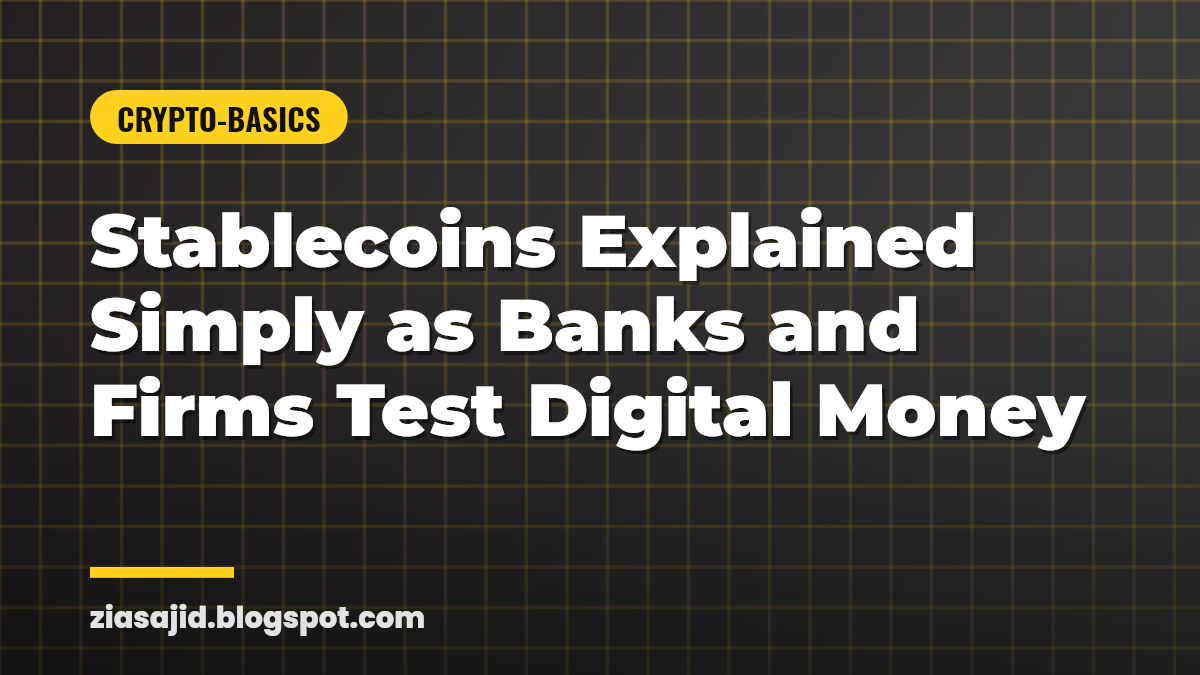 CRYPTO-BASICS
Stablecoins Explained
Simply as Banks and
Firms Test Digital Money
ziasajid.blogspot.com